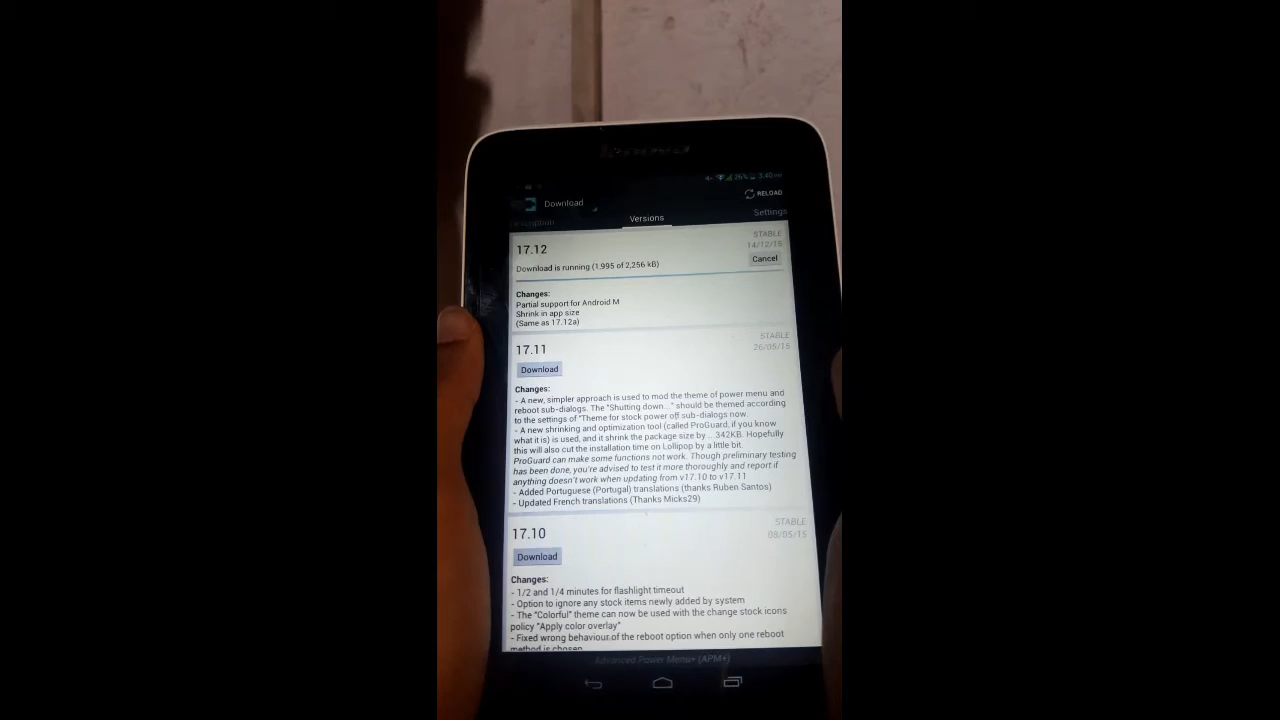 26%
3:40 PM
Download
RELOAD
Description
Versions
Settings
17.12
STABLE
14/12/15
Download is running (1,995 of 2,256 kB)
Cancel
Changes:
Partial support for Android M
Shrink in app size
(Same as 17.12a)
17.11
STABLE
26/05/15
Download
Changes:
- A new, simpler approach is used to mod the theme of power menu and
reboot sub-dialogs. The "Shutting down..." should be themed according
to the settings of "Theme for stock power off sub-dialogs now.
- A new shrinking and optimization tool (called ProGuard, if you know
what it is) is used, and it shrink the package size by ...342KB. Hopefully
this will also cut the installation time on Lollipop by a little bit.
ProGuard can make some functions not work. Though preliminary testing
has been done, you're advised to test it more thoroughly and report if
anything doesn't work when updating from v17.10 to v17.11
- Added Portuguese (Portugal) translations (thanks Ruben Santos)
- Updated French translations (Thanks Micks29)
17.10
STABLE
08/05/15
Download
Changes:
- 1/2 and 1/4 minutes for flashlight timeout
- Option to ignore any stock items newly added by system
- The "Colorful" theme can now be used with the change stock icons
policy "Apply color overlay"
- Fixed wrong behaviour of the reboot option when only one reboot
method is chosen
Advanced Power Menu+ (APM+)